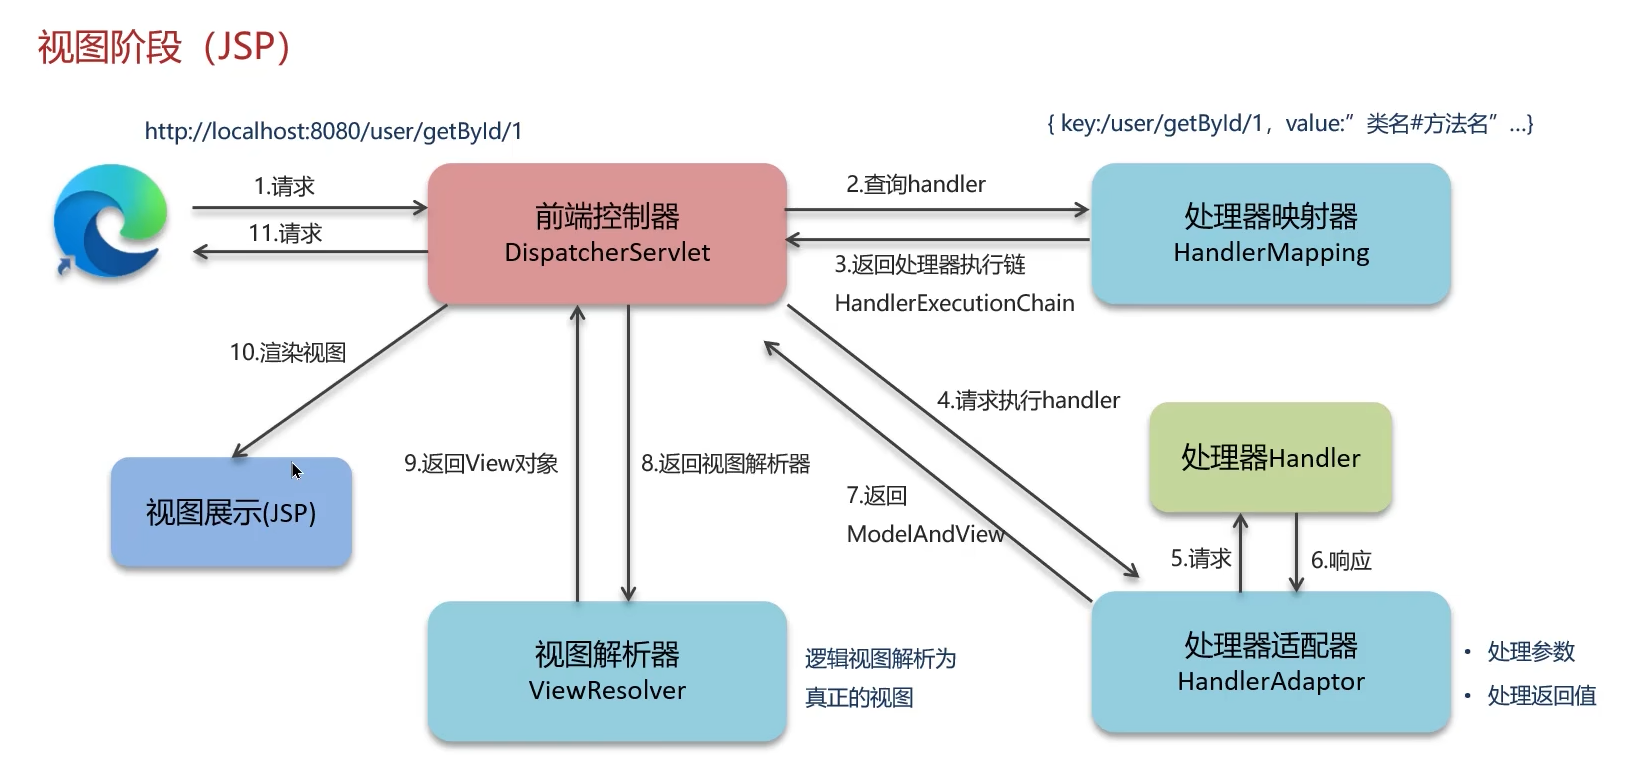 视图阶段（JSP）
http://localhost:8080/user/getById/1
{ key:/user/getById/1，value:”类名#方法名”...}
1.请求
11.请求
前端控制器
DispatcherServlet
2.查询handler
3.返回处理器执行链
HandlerExecutionChain
处理器映射器
HandlerMapping
10.渲染视图
4.请求执行handler
处理器Handler
9.返回View对象
8.返回视图解析器
7.返回
ModelAndView
视图展示(JSP)
5.请求
6.响应
视图解析器
ViewResolver
逻辑视图解析为
真正的视图
处理器适配器
HandlerAdaptor
• 处理参数
• 处理返回值